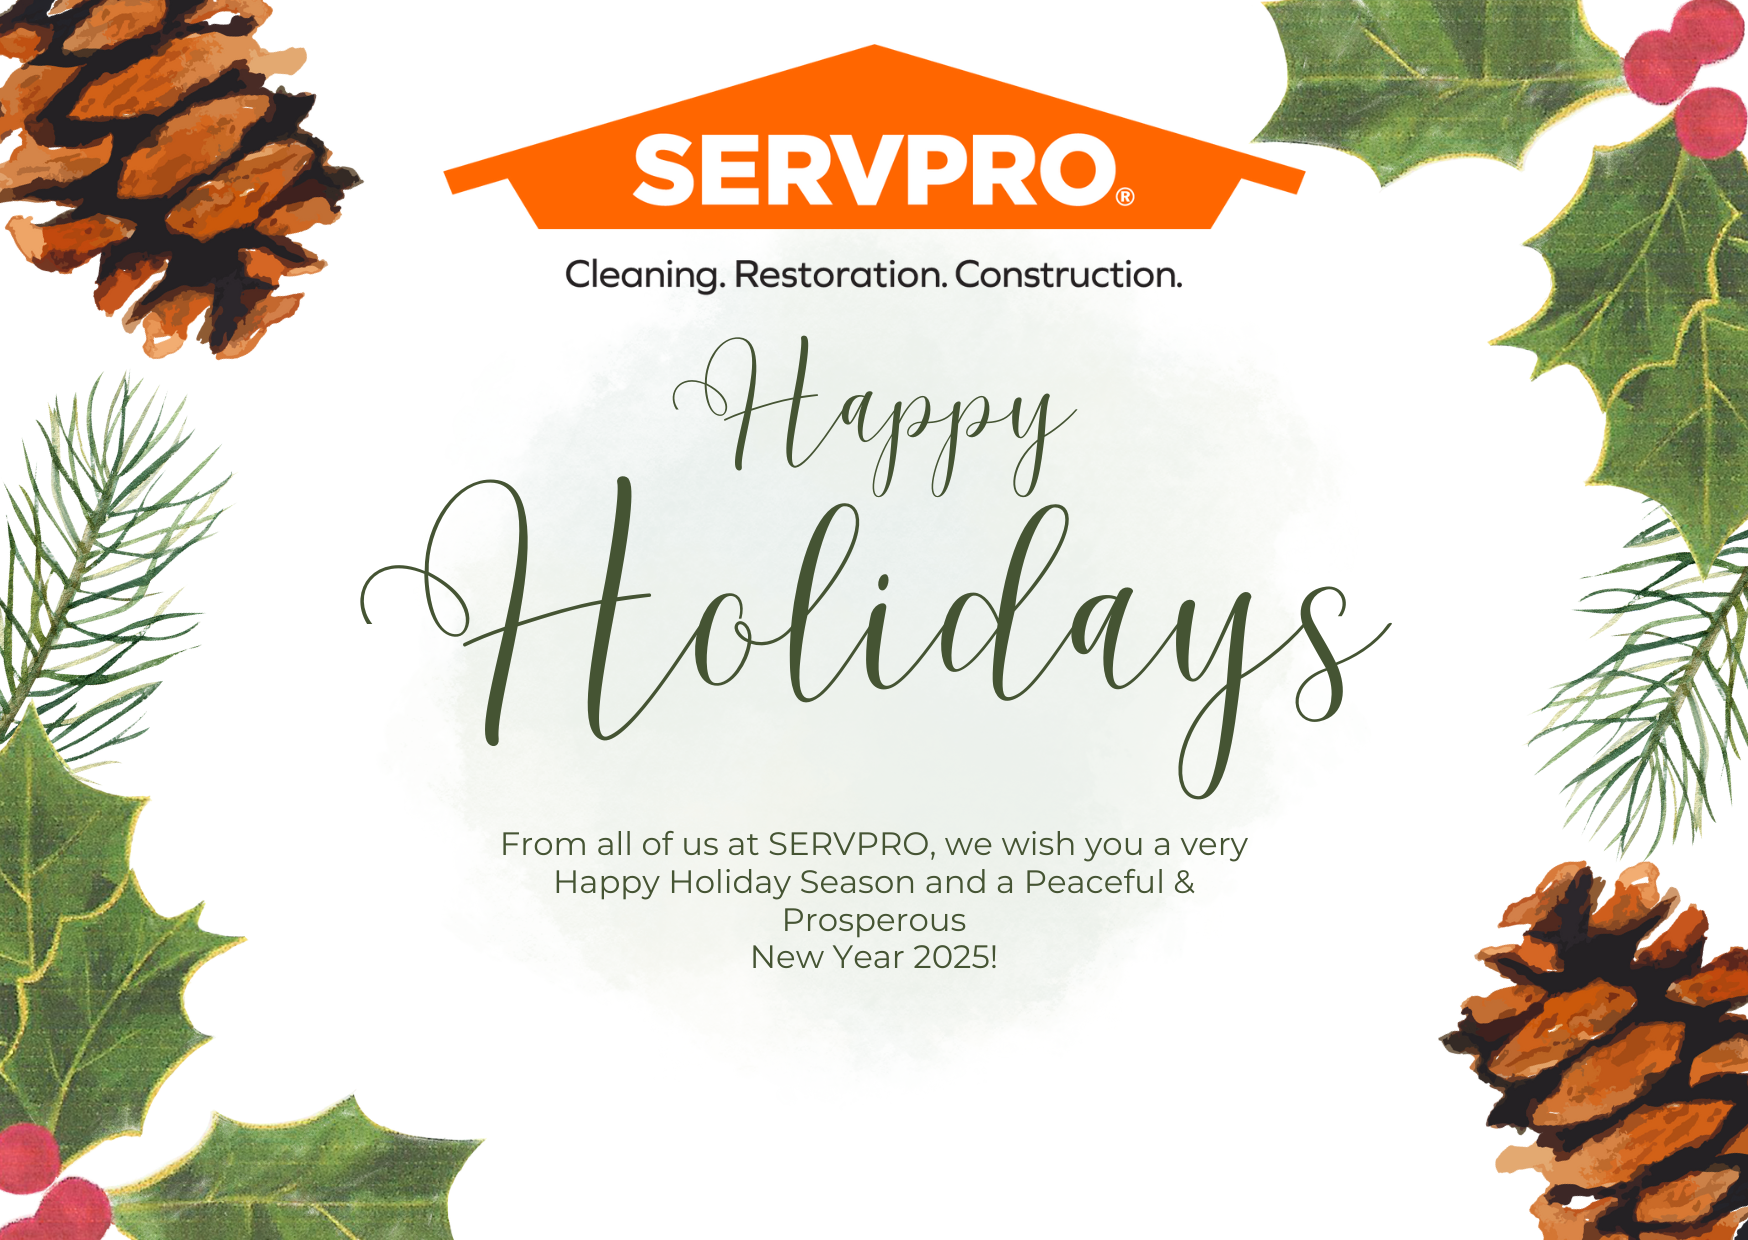 SERVPRO®
Cleaning. Restoration. Construction.
Happy
Holidays
From all of us at SERVPRO, we wish you a very
Happy Holiday Season and a Peaceful &
Prosperous
New Year 2025!